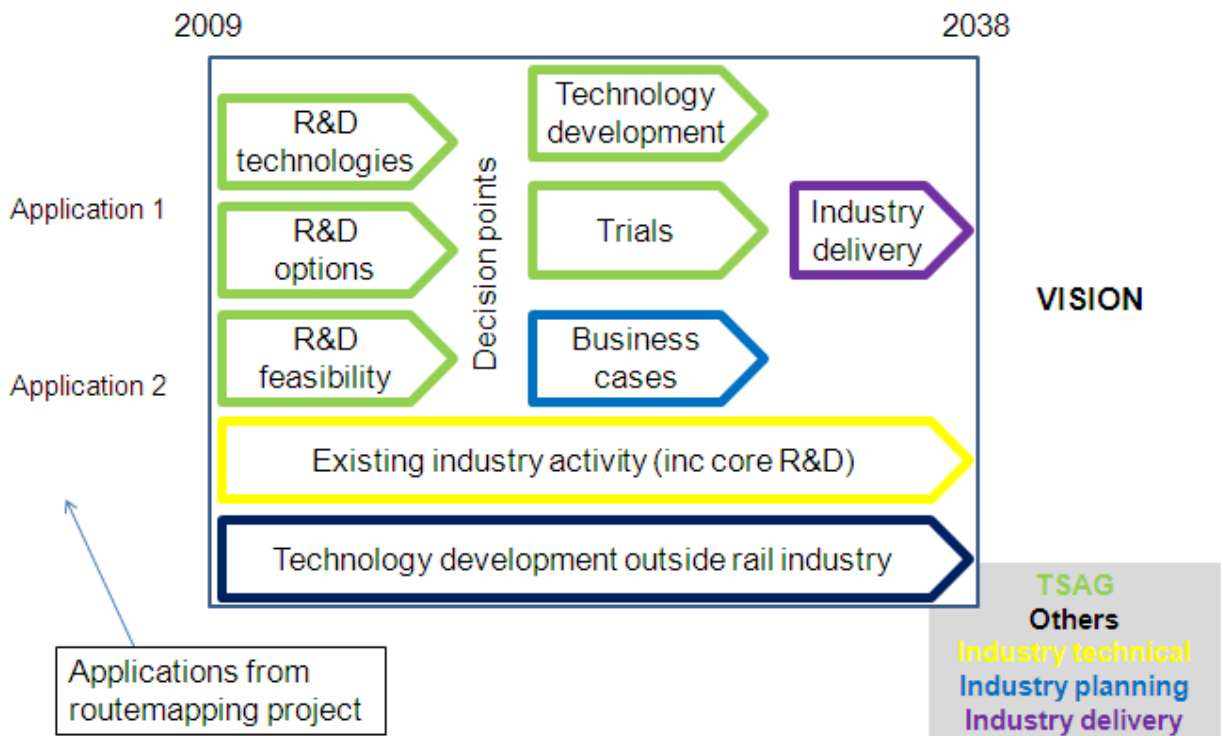 2009
2038
R&D
technologies
Technology
development
Application 1
R&D
options
Decision points
Trials
Industry
delivery
VISION
Application 2
R&D
feasibility
Business
cases
Existing industry activity (inc core R&D)
Technology development outside rail industry
TSAG
Others
Industry technical
Industry planning
Industry delivery
Applications from
routemapping project